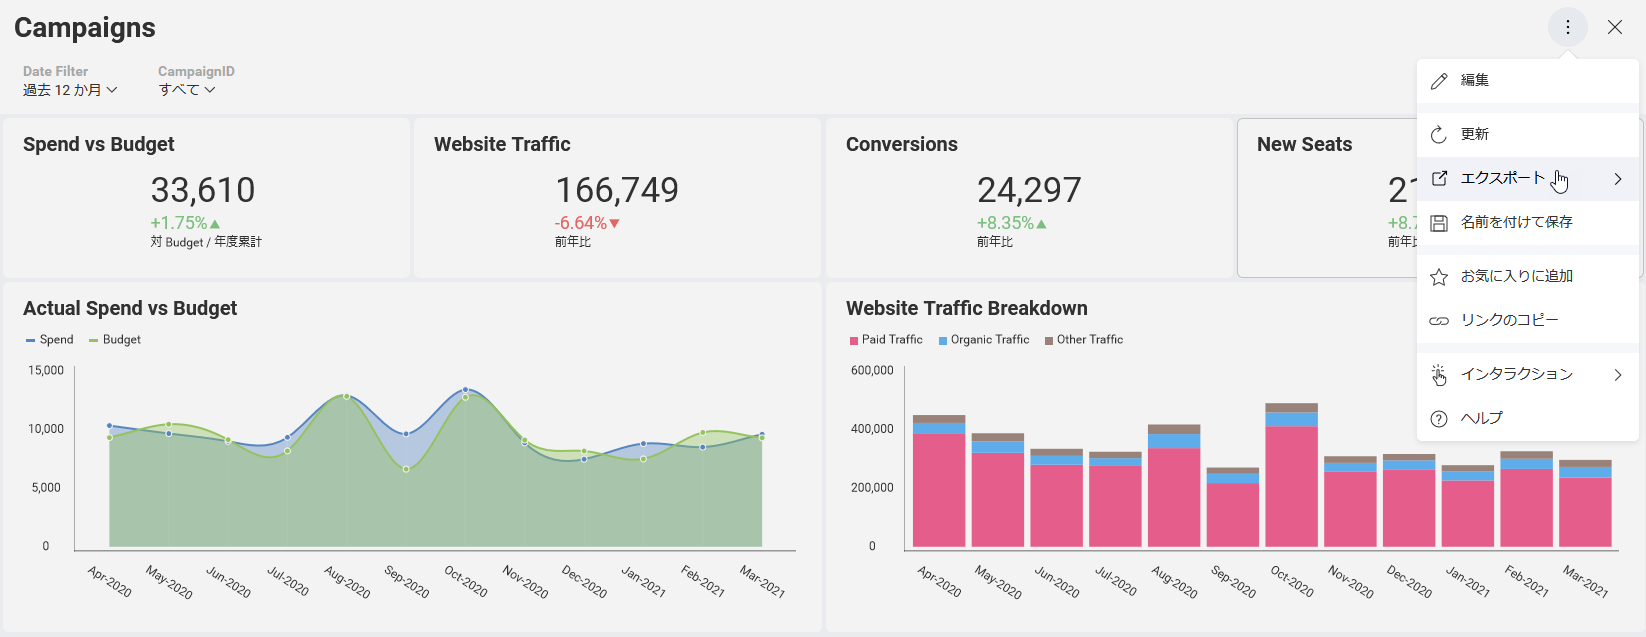 Campaigns
Date Filter
過去 12 か月
CampaignID
すべて
Spend vs Budget
33,610
+1.75%▲
対 Budget / 年度累計
Website Traffic
166,749
-6.64%▼
前年比
Conversions
24,297
+8.35%▲
前年比
New Seats
+8.7
編集
更新
エクスポート
名前を付けて保存
お気に入りに追加
リンクのコピー
インタラクション
ヘルプ
Actual Spend vs Budget
Spend Budget
15,000
10,000
5,000
0
Apr-2020 May-2020 Jun-2020 Jul-2020 Aug-2020 Sep-2020 Oct-2020 Nov-2020 Dec-2020 Jan-2021 Feb-2021 Mar-2021
Website Traffic Breakdown
Paid Traffic Organic Traffic Other Traffic
600,000
400,000
200,000
0
Apr-2020 May-2020 Jun-2020 Jul-2020 Aug-2020 Sep-2020 Oct-2020 Nov-2020 Dec-2020 Jan-2021 Feb-2021 Mar-2021